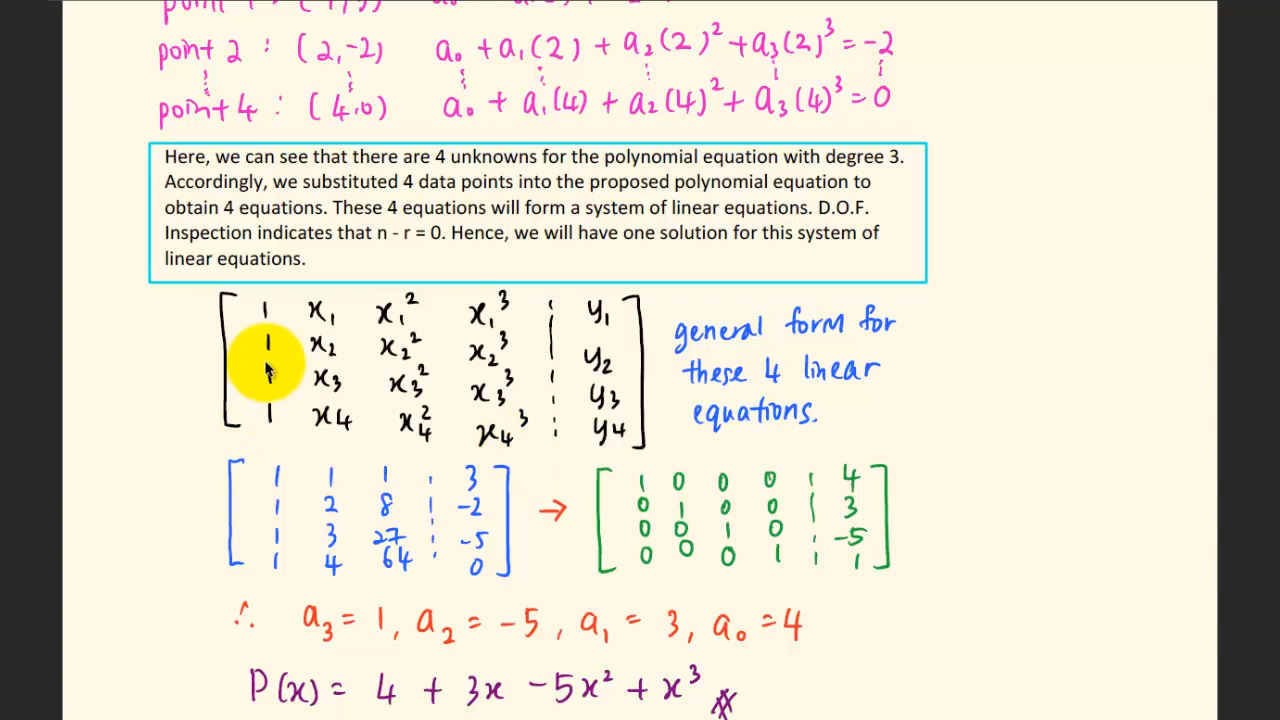 point 2 : (2,-2) a₀ + a₁(2) + a₂(2)² + a₃(2)³ = -2
point 4 : (4,0) a₀ + a₁(4) + a₂(4)² + a₃(4)³ = 0
Here, we can see that there are 4 unknowns for the polynomial equation with degree 3.
Accordingly, we substituted 4 data points into the proposed polynomial equation to
obtain 4 equations. These 4 equations will form a system of linear equations. D.O.F.
Inspection indicates that n - r = 0. Hence, we will have one solution for this system of
linear equations.
1 x₁ x₁² x₁³ y₁
1 x₂ x₂² x₂³ y₂
1 x₃ x₃² x₃³ y₃
1 x₄ x₄² x₄³ y₄
general form for
these 4 linear
equations.
1 1 1 3
1 2 8 -2
1 3 27 -5
1 4 64 0
→
1 0 0 0 4
0 1 0 0 3
0 0 1 0 -5
0 0 0 1 1
∴ a₃ = 1, a₂ = -5, a₁ = 3, a₀ = 4
P(x) = 4 + 3x - 5x² + x³